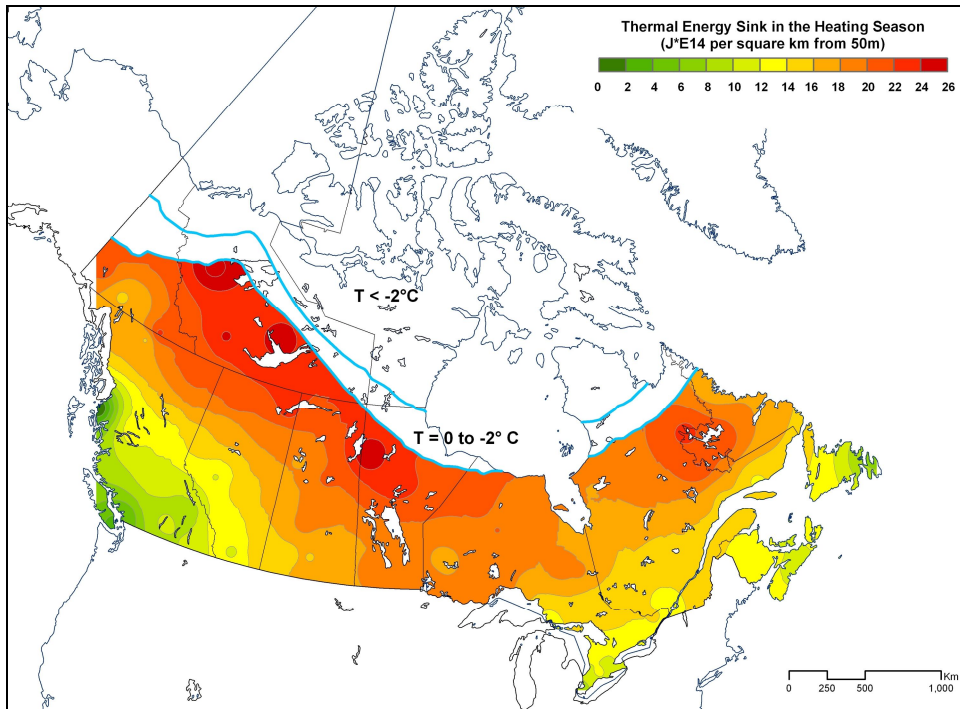 Thermal Energy Sink in the Heating Season
(J*E14 per square km from 50m)
0 2 4 6 8 10 12 14 16 18 20 22 24 26
T < -2°C
T = 0 to -2° C
Km
0 250 500 1,000